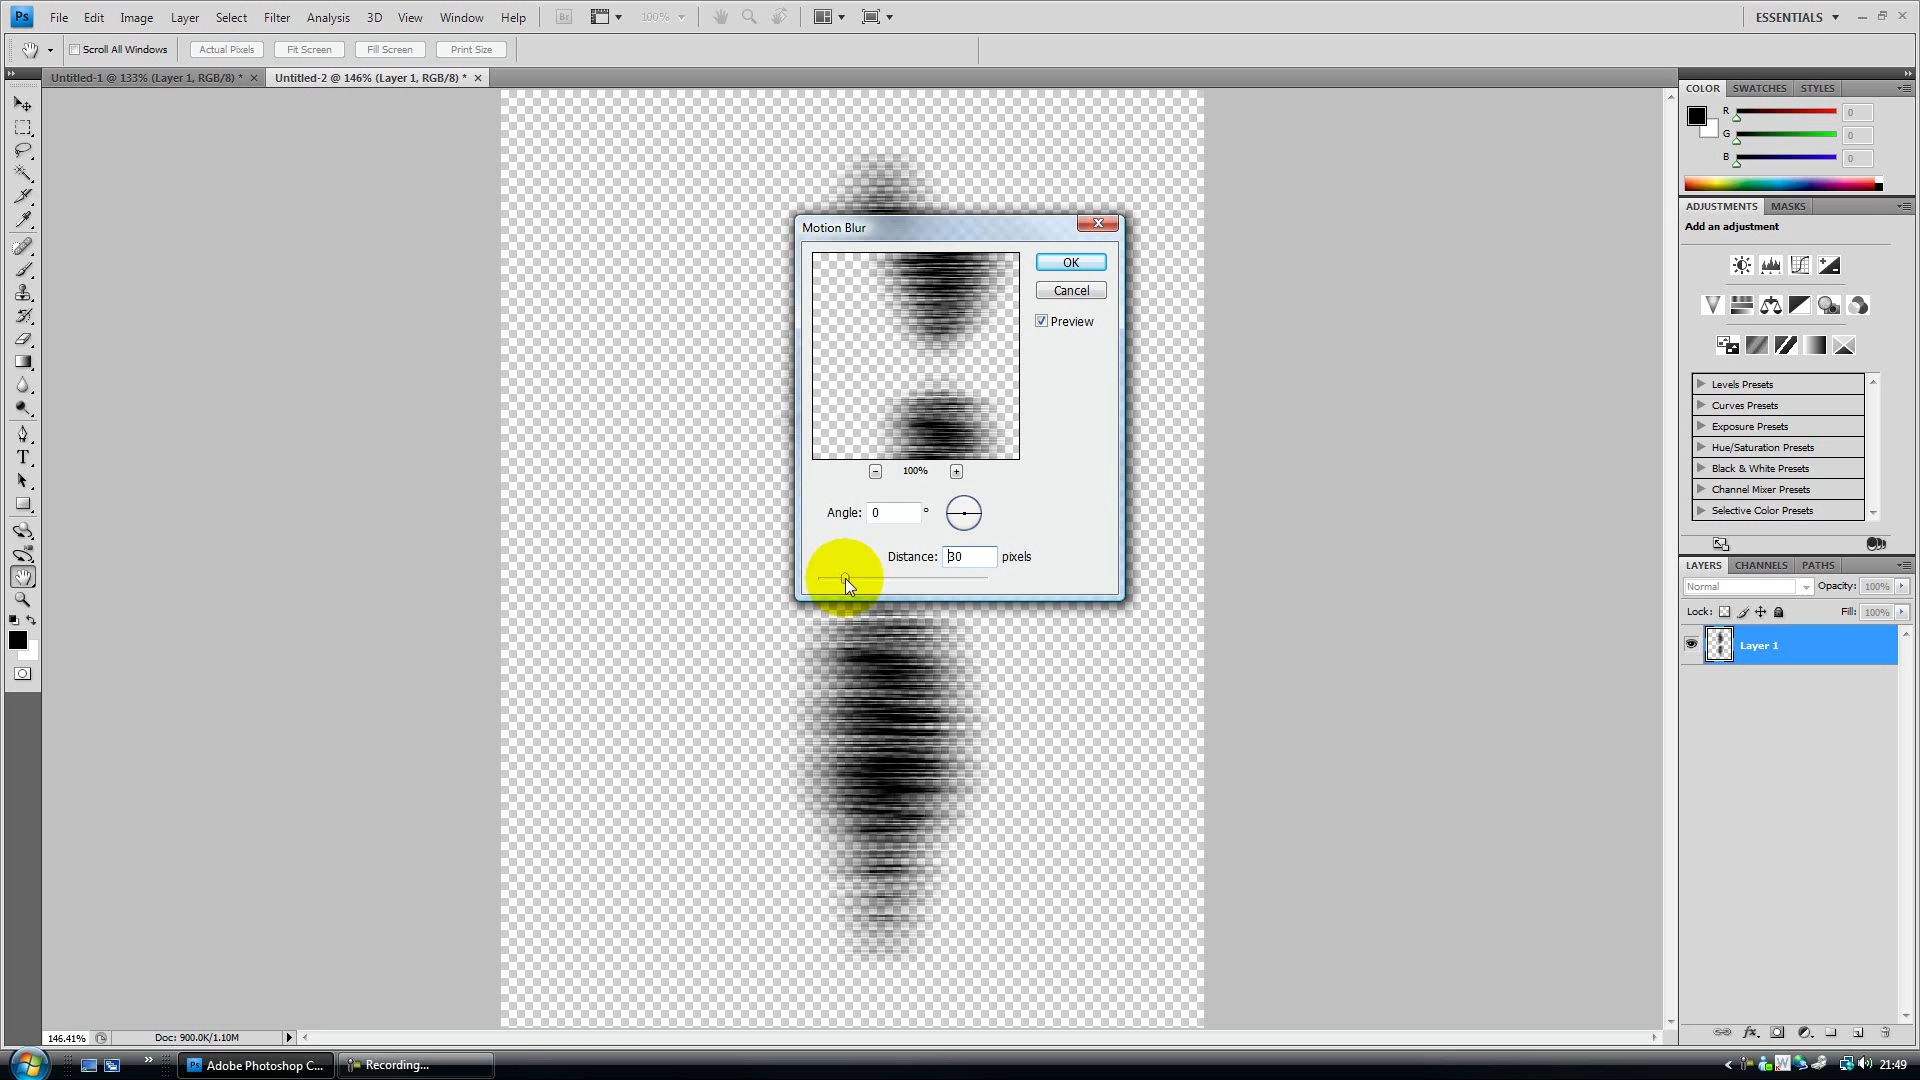 Ps File Edit Image Layer Select Filter Analysis 3D View Window Help Br 100% ESSENTIALS
Scroll All Windows Actual Pixels Fit Screen Fill Screen Print Size
Untitled-1 @ 133% (Layer 1, RGB/8) * Untitled-2 @ 146% (Layer 1, RGB/8) *
COLOR SWATCHES STYLES
R 0
G 0
B 0
ADJUSTMENTS MASKS
Add an adjustment
Levels Presets
Curves Presets
Exposure Presets
Hue/Saturation Presets
Black & White Presets
Channel Mixer Presets
Selective Color Presets
LAYERS CHANNELS PATHS
Normal Opacity: 100%
Lock: Fill: 100%
Layer 1
Motion Blur
OK
Cancel
Preview
100%
Angle: 0 °
Distance: 30 pixels
T
146.41% Doc: 900.0K/1.10M
Ps Adobe Photoshop C... Recording... 21:49